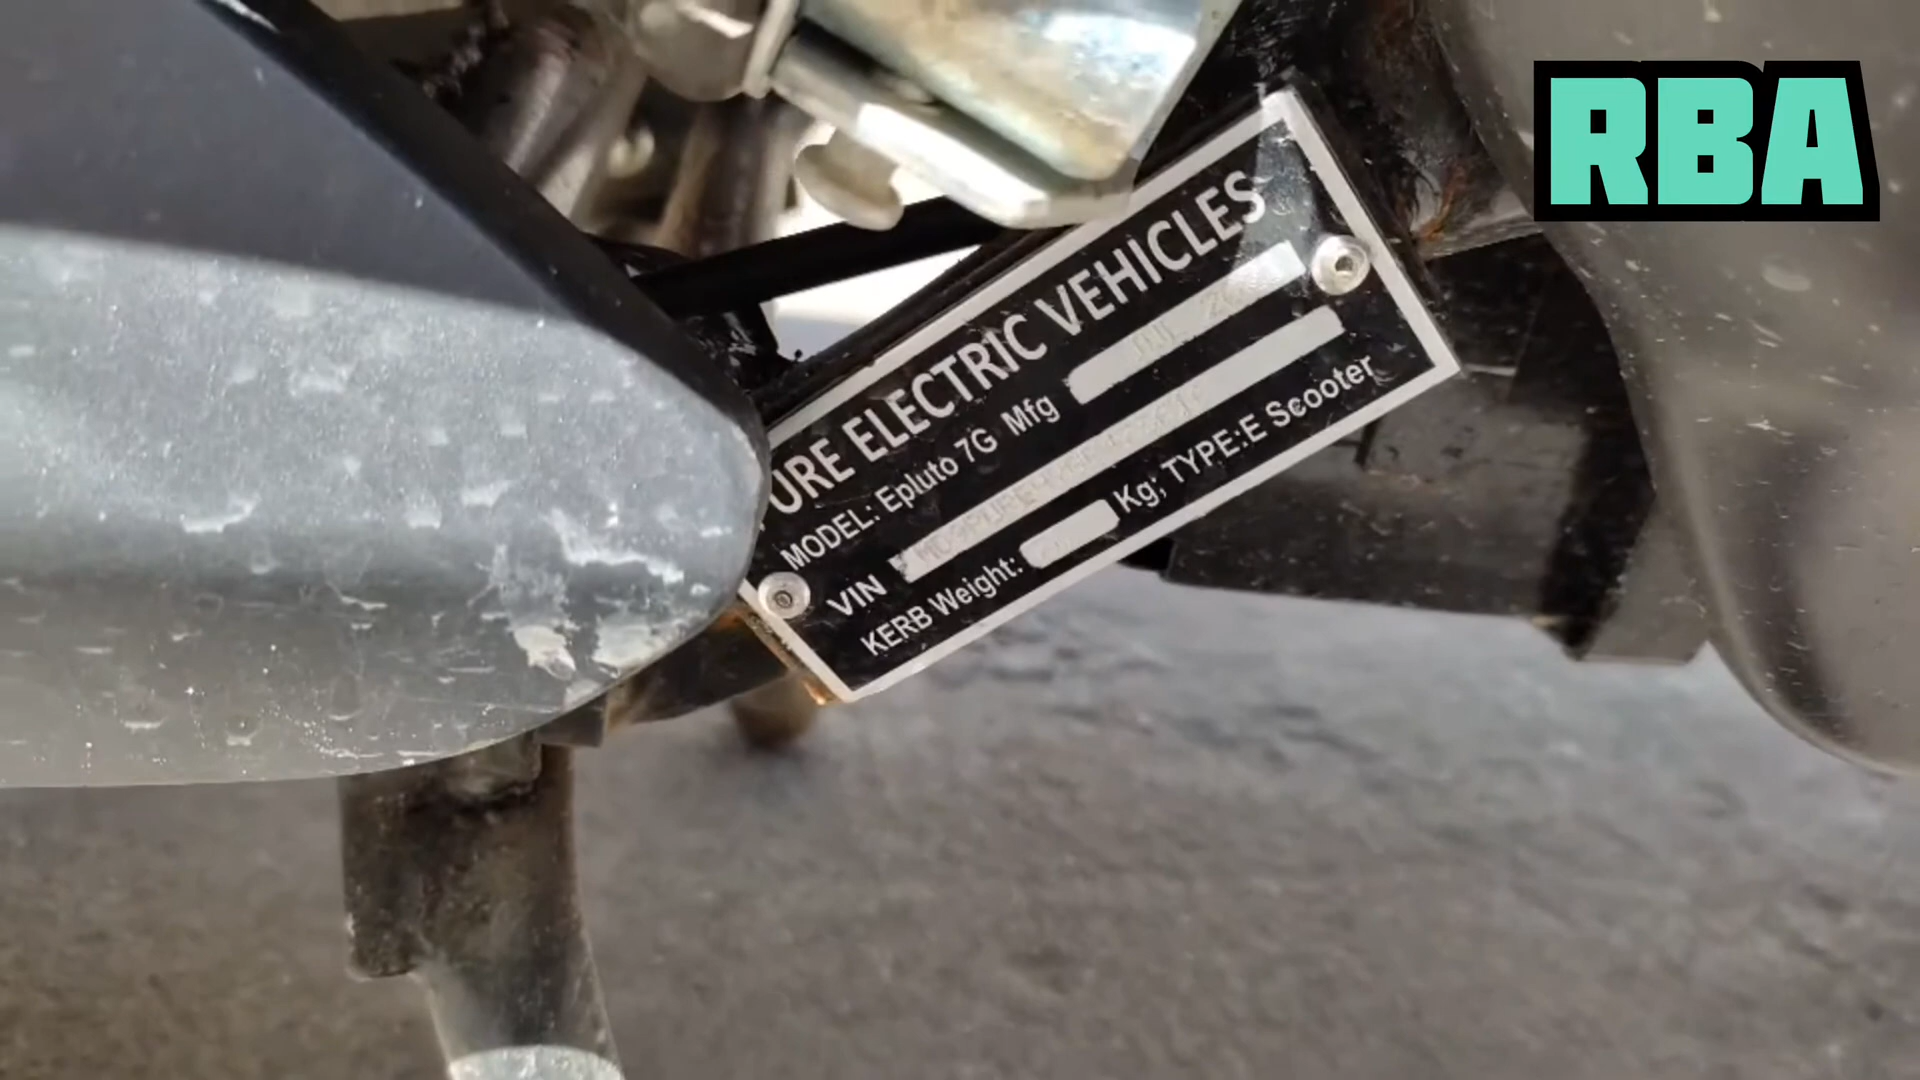 RBA
PURE ELECTRIC VEHICLES
MODEL: Epluto 7G Mfg
VIN
KERB Weight: Kg; TYPE:E Scooter